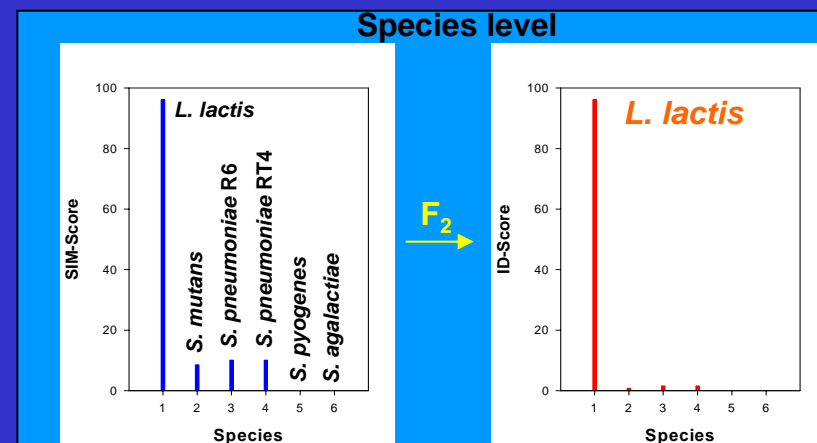 Species level
SIM-Score
100
80
60
40
20
0
L. lactis
S. mutans
S. pneumoniae R6
S. pneumoniae RT4
S. pyogenes
S. agalactiae
1 2 3 4 5 6
Species
F2
ID-Score
100
80
60
40
20
0
L. lactis
1 2 3 4 5 6
Species